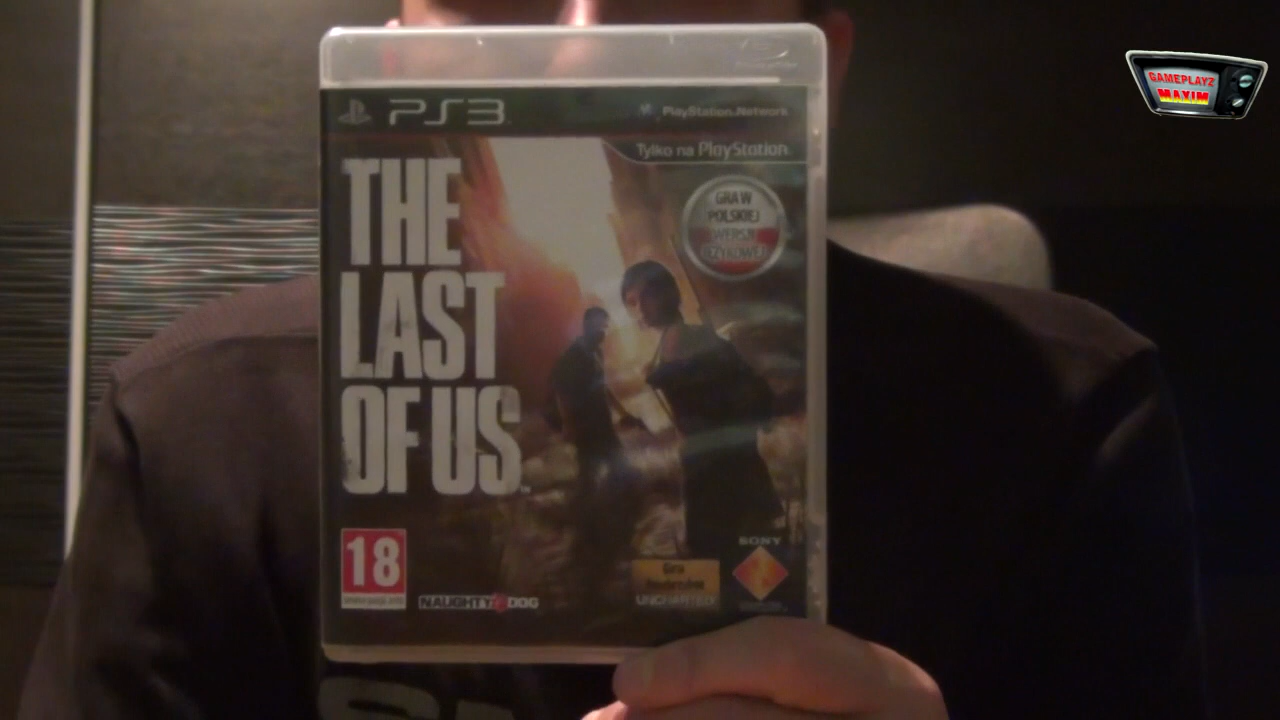 GAMEPLAYZ
MAXIM
PS3
PlayStation Network
Tylko na PlayStation
THE
LAST
OF US
GRA W
POLSKIEJ
WERSJI
JĘZYKOWEJ
18
NAUGHTY DOG
SONY
UNCHARTED